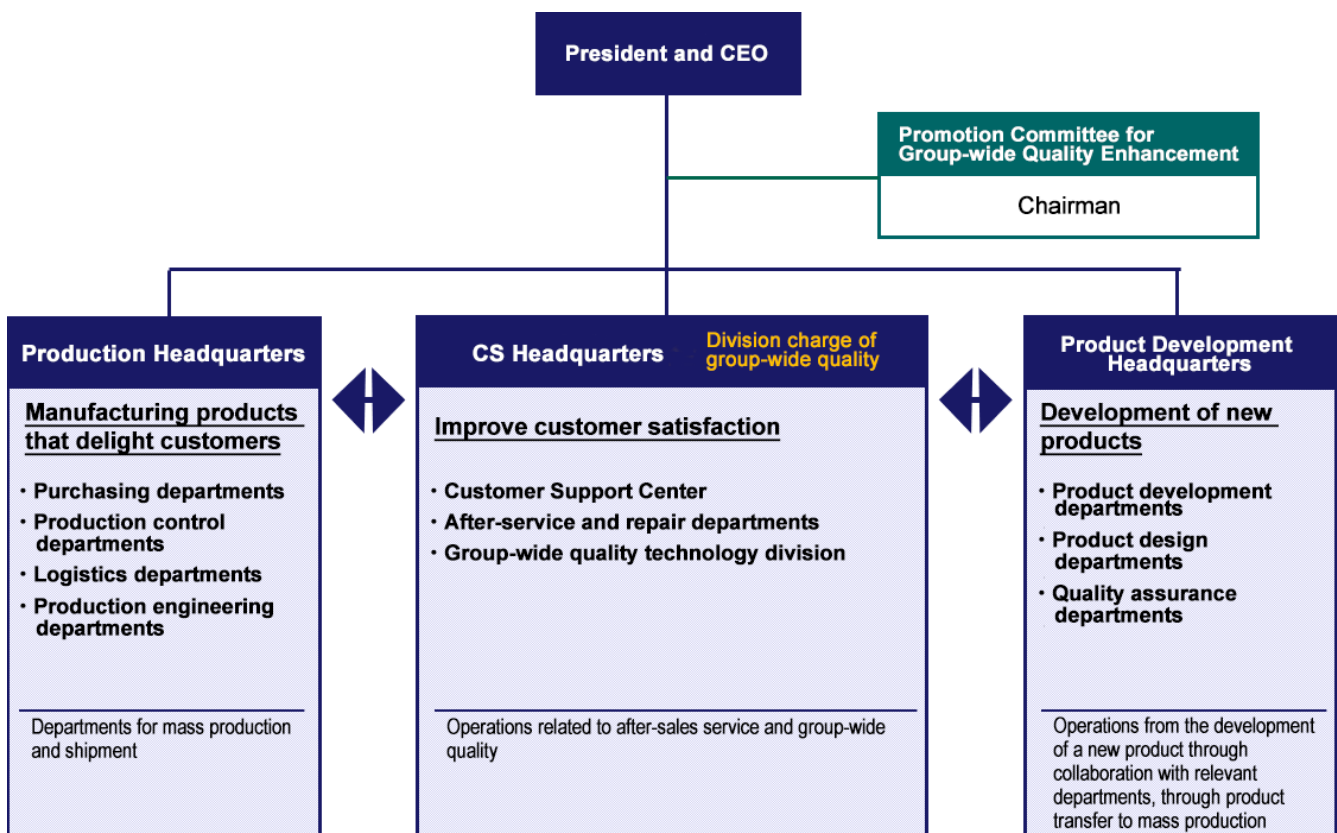 President and CEO
Promotion Committee for
Group-wide Quality Enhancement
Chairman
Production Headquarters
Manufacturing products
that delight customers
・Purchasing departments
・Production control
departments
・Logistics departments
・Production engineering
departments
Departments for mass production
and shipment
CS Headquarters
Division charge of
group-wide quality
Improve customer satisfaction
・Customer Support Center
・After-service and repair departments
・Group-wide quality technology division
Operations related to after-sales service and group-wide
quality
Product Development
Headquarters
Development of new
products
・Product development
departments
・Product design
departments
・Quality assurance
departments
Operations from the development
of a new product through
collaboration with relevant
departments, through product
transfer to mass production